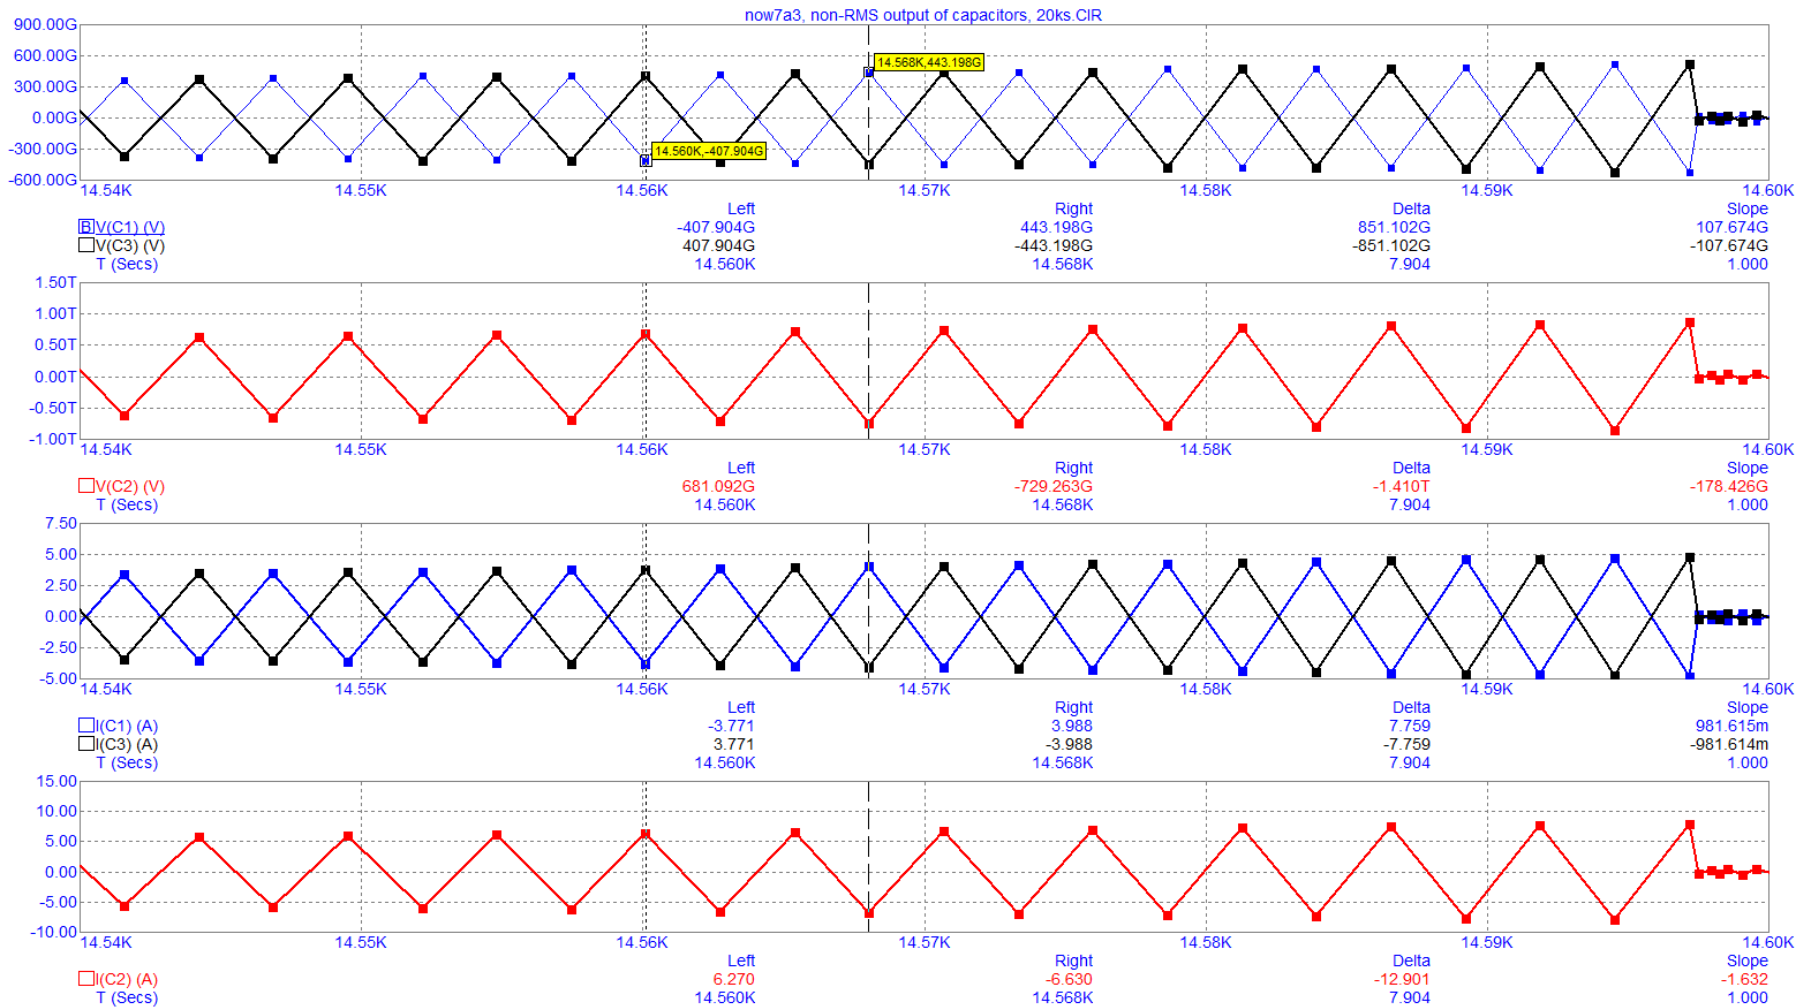 now7a3, non-RMS output of capacitors, 20ks.CIR
900.00G
600.00G
300.00G
0.00G
-300.00G
-600.00G
14.568K,443.198G
14.560K,-407.904G
14.54K 14.55K 14.56K 14.57K 14.58K 14.59K 14.60K
Left Right Delta Slope
B V(C1) (V) -407.904G 443.198G 851.102G 107.674G
V(C3) (V) 407.904G -443.198G -851.102G -107.674G
T (Secs) 14.560K 14.568K 7.904 1.000
1.50T
1.00T
0.50T
0.00T
-0.50T
-1.00T
14.54K 14.55K 14.56K 14.57K 14.58K 14.59K 14.60K
Left Right Delta Slope
V(C2) (V) 681.092G -729.263G -1.410T -178.426G
T (Secs) 14.560K 14.568K 7.904 1.000
7.50
5.00
2.50
0.00
-2.50
-5.00
14.54K 14.55K 14.56K 14.57K 14.58K 14.59K 14.60K
Left Right Delta Slope
I(C1) (A) -3.771 3.988 7.759 981.615m
I(C3) (A) 3.771 -3.988 -7.759 -981.614m
T (Secs) 14.560K 14.568K 7.904 1.000
15.00
10.00
5.00
0.00
-5.00
-10.00
14.54K 14.55K 14.56K 14.57K 14.58K 14.59K 14.60K
Left Right Delta Slope
I(C2) (A) 6.270 -6.630 -12.901 -1.632
T (Secs) 14.560K 14.568K 7.904 1.000